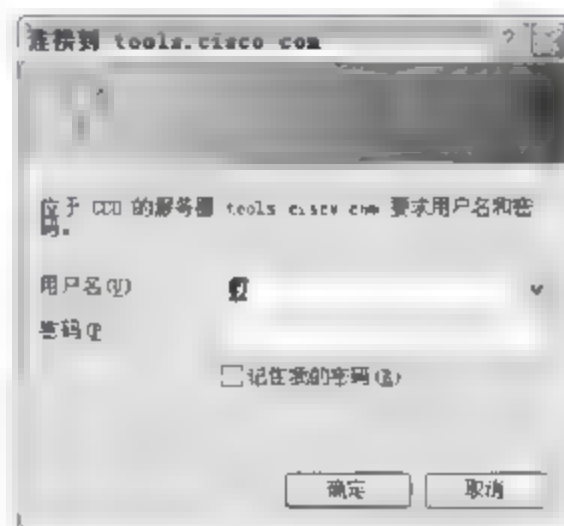 连接到 tools.cisco com
位于 CCO 的服务器 tools cisco com 要求用户名和密
码。
用户名(U)
密码(P
记住我的密码(R)
确定
取消